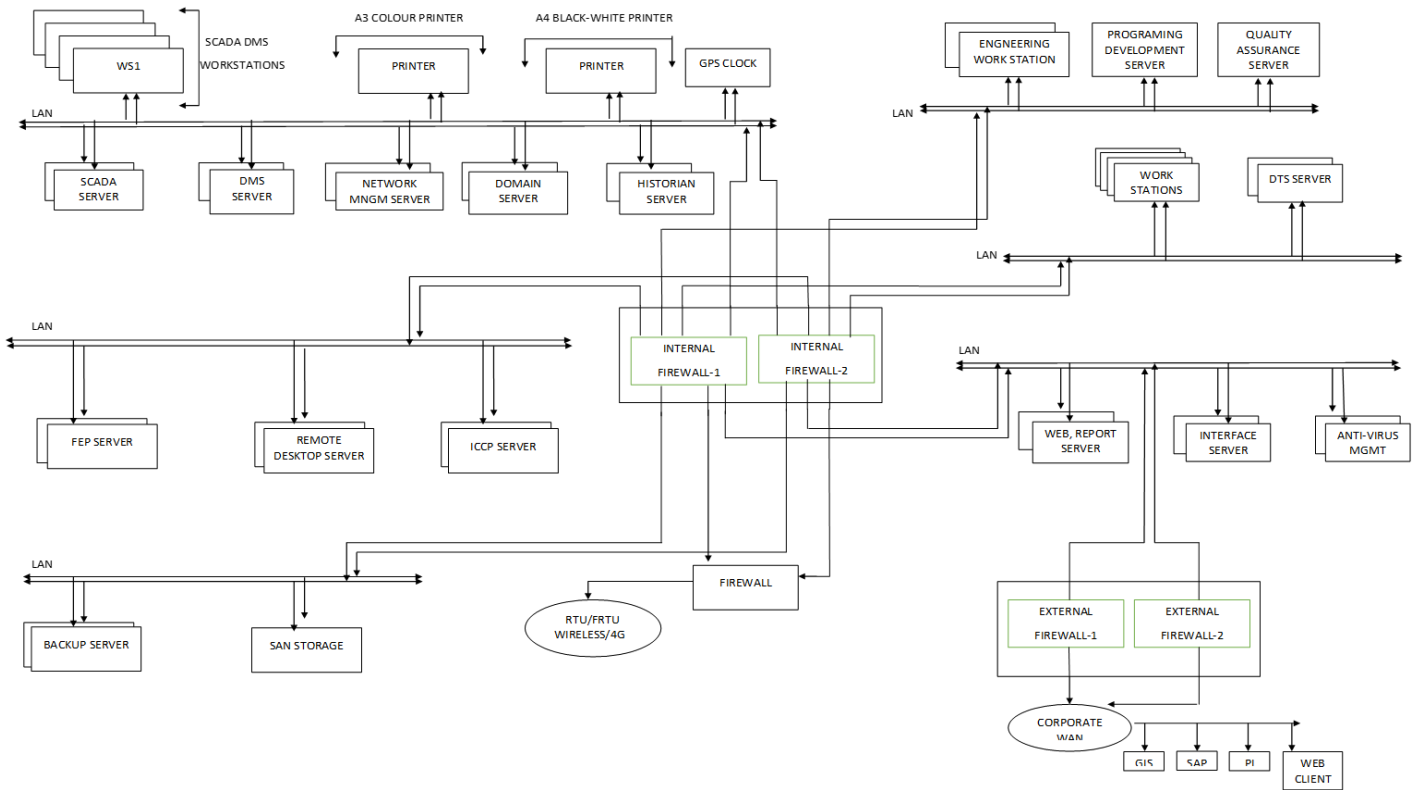 A3 COLOUR PRINTER
A4 BLACK-WHITE PRINTER
SCADA DMS
WORKSTATIONS
WS1
PRINTER
PRINTER
GPS CLOCK
ENGINEERING
WORK STATION
PROGRAMING
DEVELOPMENT
SERVER
QUALITY
ASSURANCE
SERVER
LAN
LAN
SCADA
SERVER
DMS
SERVER
NETWORK
MNGM SERVER
DOMAIN
SERVER
HISTORIAN
SERVER
WORK
STATIONS
DTS SERVER
LAN
LAN
INTERNAL
FIREWALL-1
INTERNAL
FIREWALL-2
LAN
FEP SERVER
REMOTE
DESKTOP SERVER
ICCP SERVER
WEB, REPORT
SERVER
INTERFACE
SERVER
ANTI-VIRUS
MGMT
LAN
FIREWALL
RTU/FRTU
WIRELESS/4G
BACKUP SERVER
SAN STORAGE
EXTERNAL
FIREWALL-1
EXTERNAL
FIREWALL-2
CORPORATE
WAN
GIS
SAP
PI
WEB
CLIENT